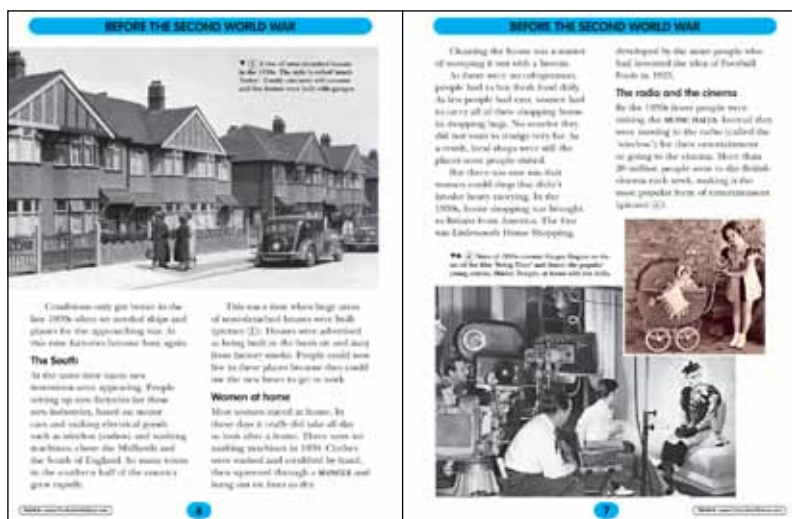 BEFORE THE SECOND WORLD WAR
Conditions only got better in the
late 1930s when we needed ships and
planes for the approaching war. At
this time factories became busy again.
The South
At the same time many new
inventions were appearing. People
setting up new factories for these
new industries, based on motor
cars and making electrical goods
such as wireless (radios) and washing
machines, chose the Midlands and
the South of England. So many towns
in the southern half of the country
grew rapidly.
This was a time when huge areas
of semi-detached houses were built
(picture). Houses were advertised
as being built in the fresh air and away
from factory smoke. People could now
live in these places because they could
use the new buses to get to work.
Women at home
Most women stayed at home. In
those days it really did take all day
to look after a home. There were no
washing machines in 1930. Clothes
were washed and scrubbed by hand,
then squeezed through a MANGLE and
hung out on lines to dry.
6
BEFORE THE SECOND WORLD WAR
Cleaning the house was a matter
of sweeping it out with a broom.
As there were no refrigerators,
people had to buy fresh food daily.
As few people had cars, women had
to carry all of their shopping home
in shopping bags. No wonder they
did not want to trudge very far. As
a result, local shops were still the
places most people visited.
But there was one way that
women could shop that didn't
involve heavy carrying. In the
1930s, home shopping was brought
to Britain from America. The first
was Littlewoods Home Shopping,
developed by the same people who
had invented the idea of Football
Pools in 1923.
The radio and the cinema
By the 1930s fewer people were
visiting the MUSIC HALLS. Instead they
were turning to the radio (called the
'wireless') for their entertainment
or going to the cinema. More than
20 million people went to the British
cinema each week, making it the
most popular form of entertainment
(picture).
7